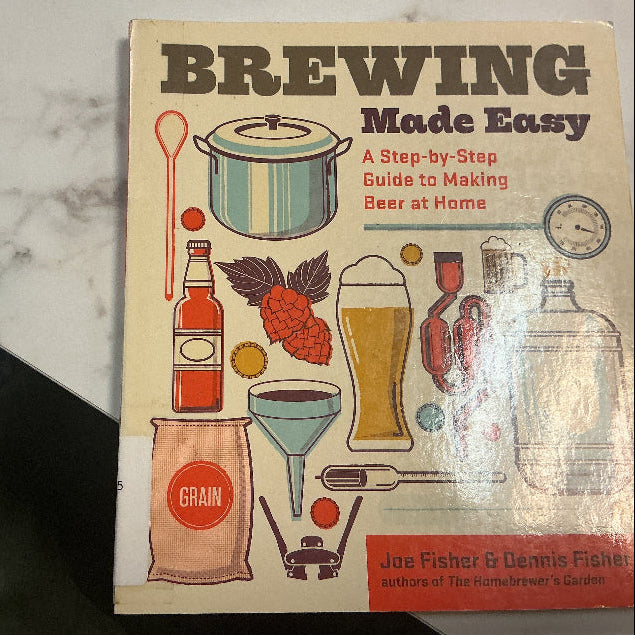 BREWING
Made Easy
A Step-by-Step
Guide to Making
Beer at Home
GRAIN
5
Joe Fisher & Dennis Fisher
authors of The Homebrewer's Garden